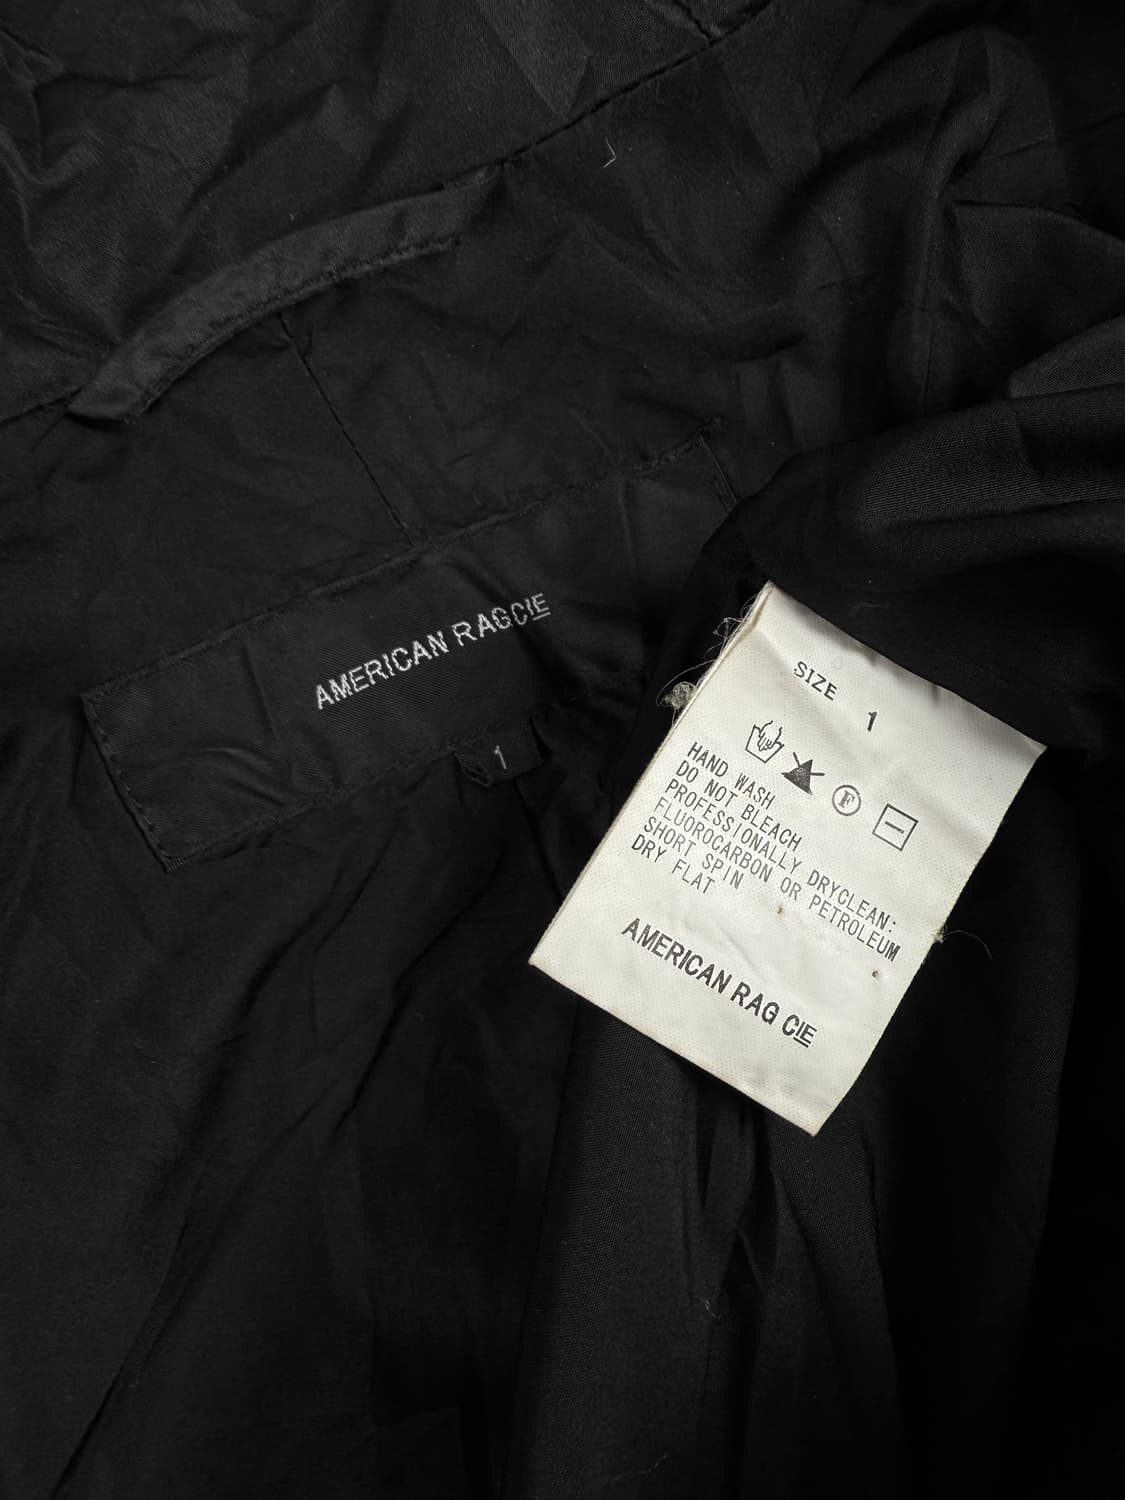 AMERICAN RAG CIE
1
SIZE 1
F
HAND WASH
DO NOT BLEACH
PROFESSIONALLY DRYCLEAN:
FLUOROCARBON OR PETROLEUM
SHORT SPIN
DRY FLAT
AMERICAN RAG CIE